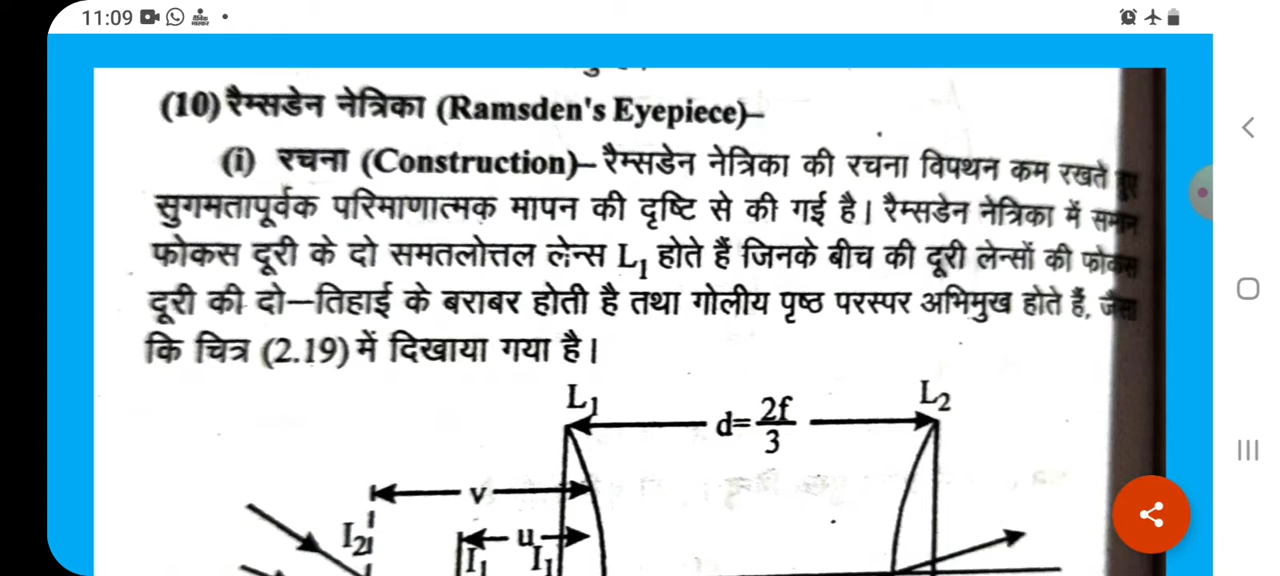 11:09
(10) रैम्सडेन नेत्रिका (Ramsden's Eyepiece)–
(i) रचना (Construction)– रैम्सडेन नेत्रिका की रचना विपथन कम रखते हुए
सुगमतापूर्वक परिमाणात्मक मापन की दृष्टि से की गई है। रैम्सडेन नेत्रिका में समान
फोकस दूरी के दो समतलोत्तल लेन्स L₁ होते हैं जिनके बीच की दूरी लेन्सों की फोकस
दूरी की दो–तिहाई के बराबर होती है तथा गोलीय पृष्ठ परस्पर अभिमुख होते हैं, जैसा
कि चित्र (2.19) में दिखाया गया है।
L₁ L₂
d=2f/3
v
I₂ u
I₁ I₁